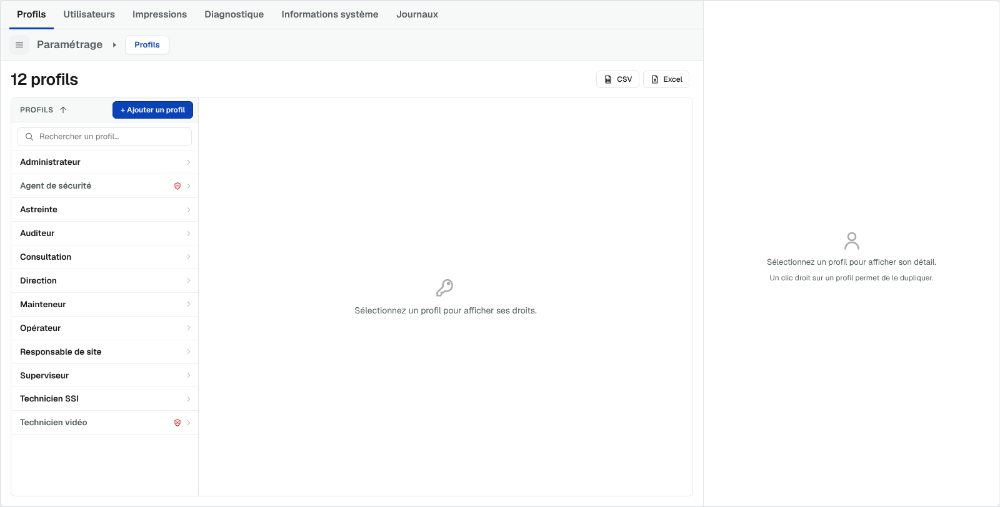 Profils Utilisateurs Impressions Diagnostique Informations système Journaux
Paramétrage Profils
12 profils
CSV Excel
PROFILS + Ajouter un profil
Rechercher un profil...
Administrateur
Agent de sécurité
Astreinte
Auditeur
Consultation
Direction
Mainteneur
Opérateur
Responsable de site
Superviseur
Technicien SSI
Technicien vidéo
Sélectionnez un profil pour afficher ses droits.
Sélectionnez un profil pour afficher son détail.
Un clic droit sur un profil permet de le dupliquer.